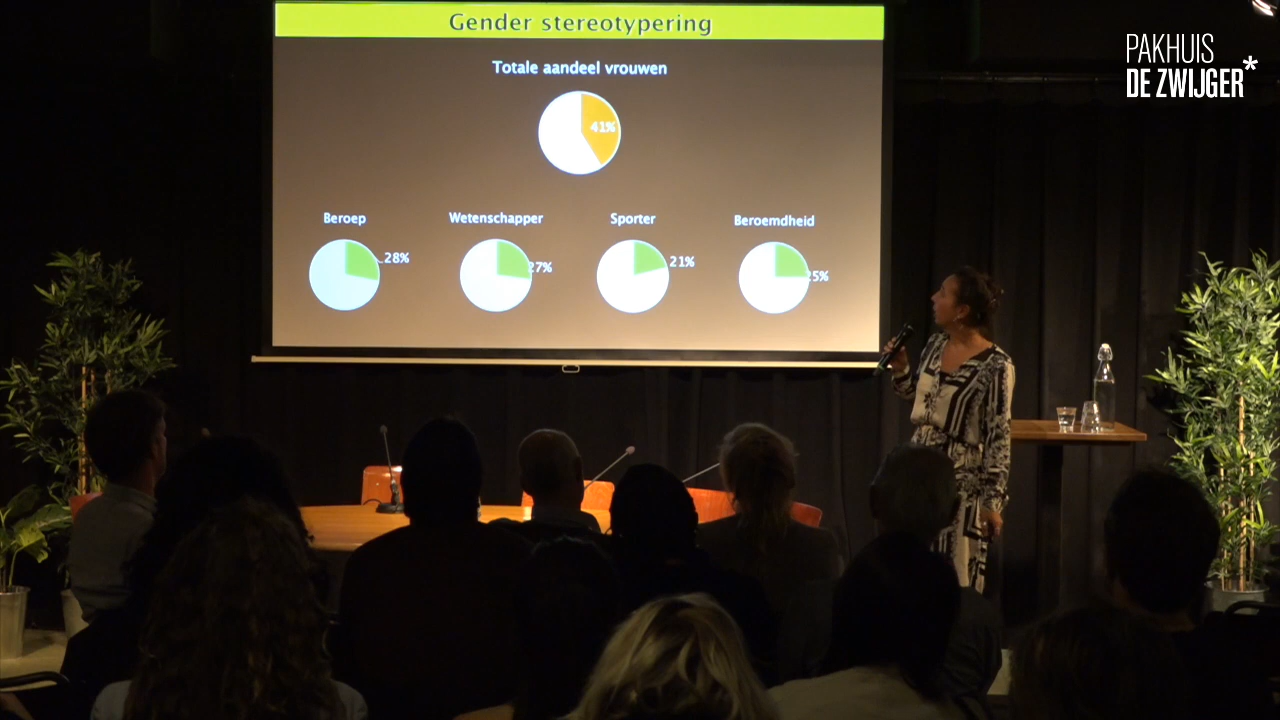 Gender stereotypering
Totale aandeel vrouwen
41%
Beroep
Wetenschapper
Sporter
Beroemdheid
28%
27%
21%
25%
PAKHUIS
DE ZWIJGER*